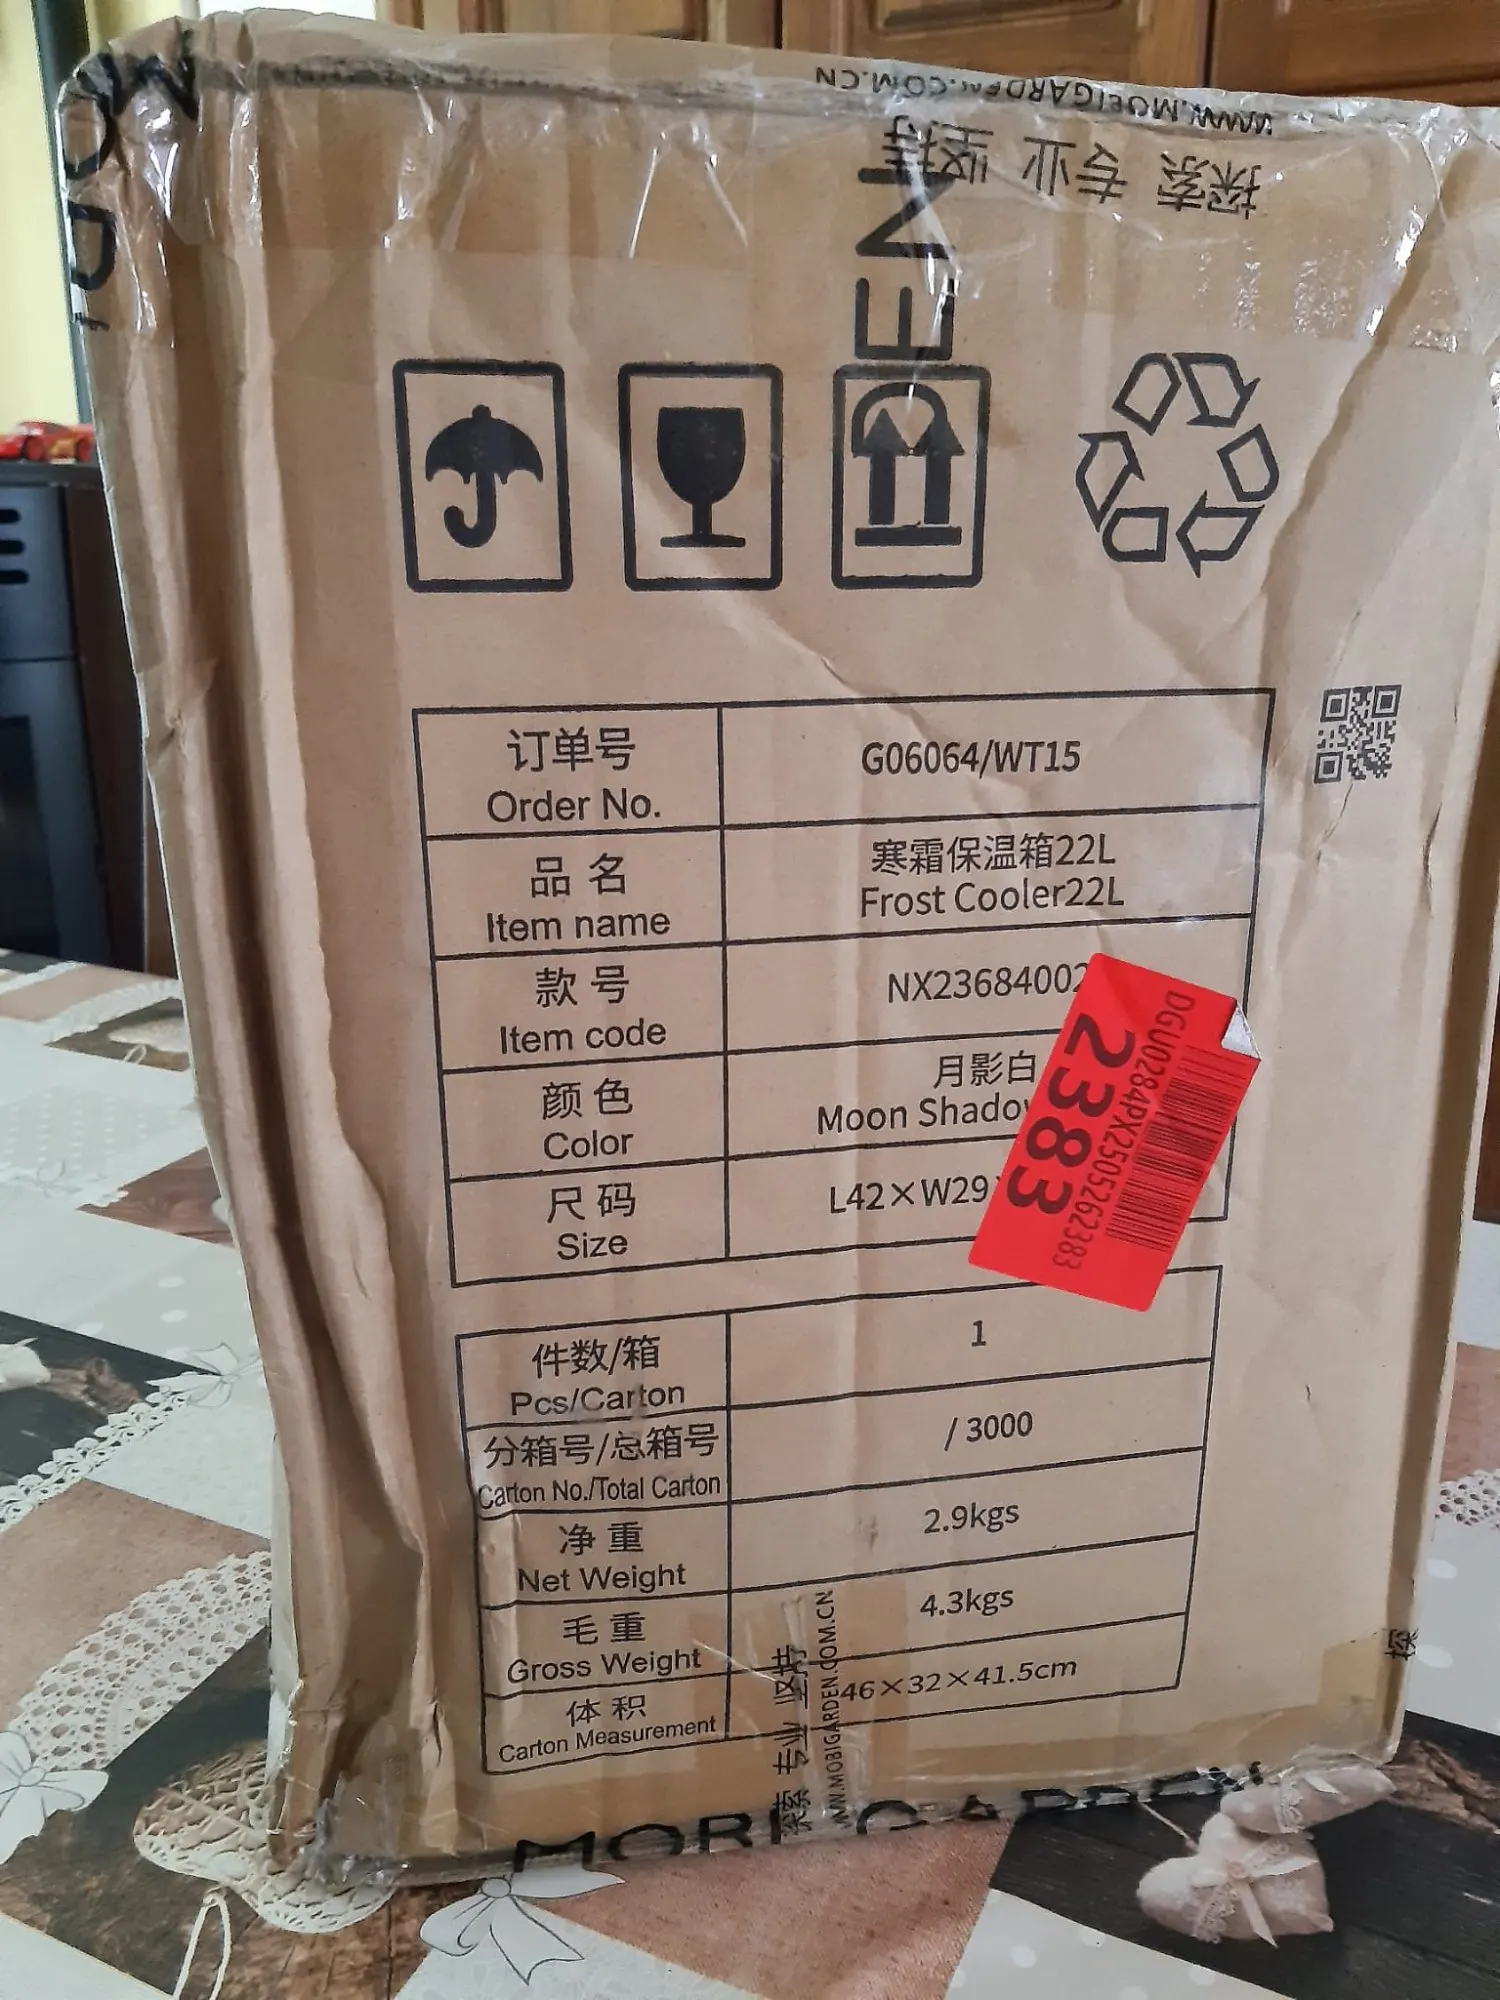 WWW.MOBIGARDEN.COM.CN
探索 专业 坚持
订单号
Order No.
G06064/WT15
品 名
Item name
寒霜保温箱22L
Frost Cooler22L
款 号
Item code
NX23684002
颜 色
Color
月影白
Moon Shadow
尺 码
Size
L42×W29
DGU0284PX2505262383
2383
件数/箱
Pcs/Carton
1
分箱号/总箱号
Carton No./Total Carton
/ 3000
净 重
Net Weight
2.9kgs
毛 重
Gross Weight
4.3kgs
体 积
Carton Measurement
46×32×41.5cm
探索 专业 坚持
WWW.MOBIGARDEN.COM.CN
MOBI GARDEN